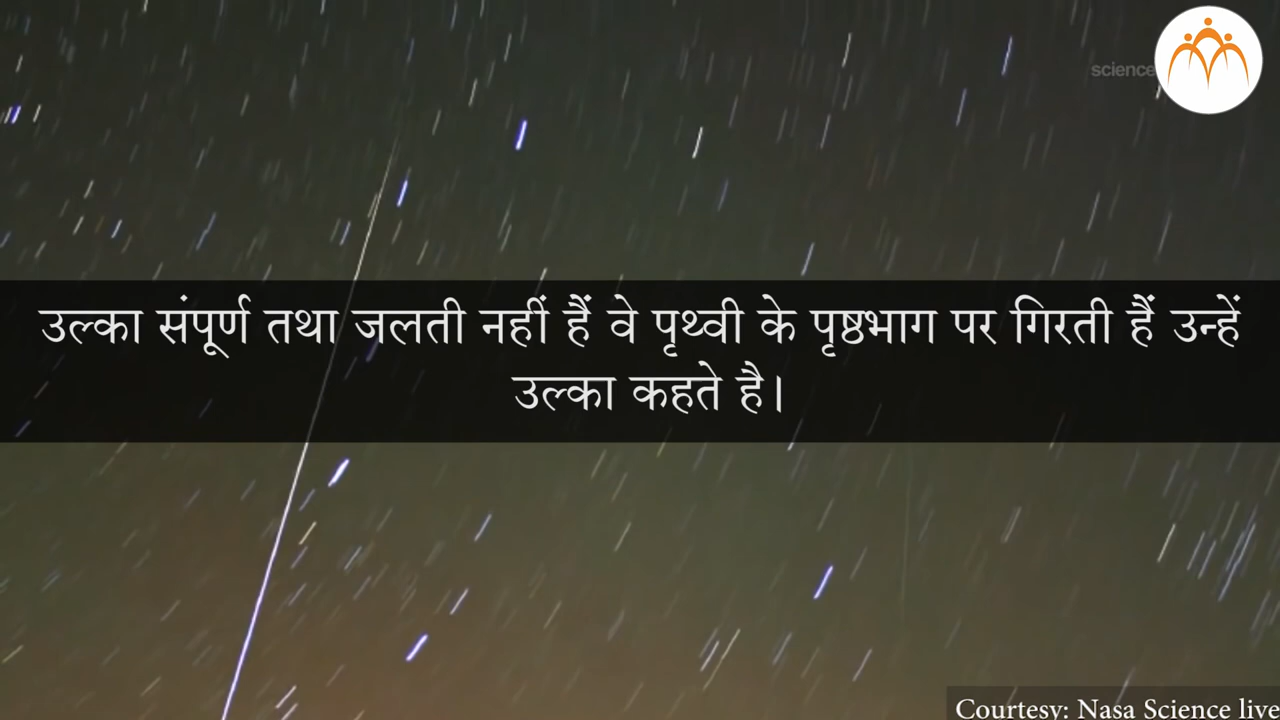 science
उल्का संपूर्ण तथा जलती नहीं हैं वे पृथ्वी के पृष्ठभाग पर गिरती हैं उन्हें
उल्का कहते है।
Courtesy: Nasa Science live